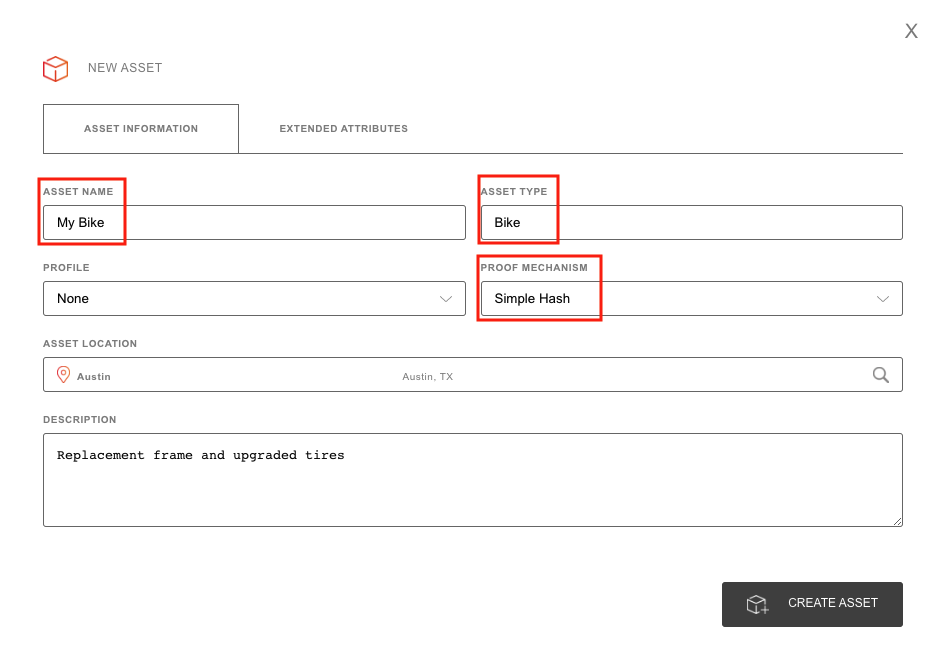 X
NEW ASSET
ASSET INFORMATION EXTENDED ATTRIBUTES
ASSET NAME ASSET TYPE
My Bike Bike
PROFILE PROOF MECHANISM
None Simple Hash
ASSET LOCATION
Austin Austin, TX
DESCRIPTION
Replacement frame and upgraded tires
CREATE ASSET